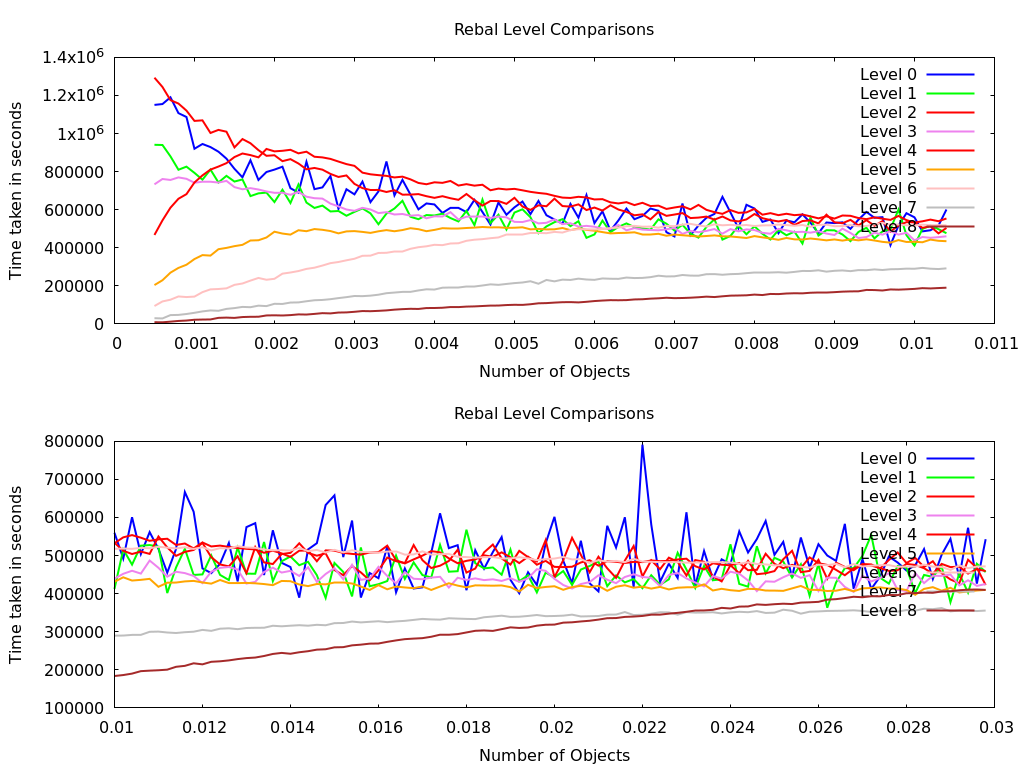 Rebal Level Comparisons
Time taken in seconds
1.4x10^6
1.2x10^6
1x10^6
800000
600000
400000
200000
0
Level 0
Level 1
Level 2
Level 3
Level 4
Level 5
Level 6
Level 7
Level 8
0 0.001 0.002 0.003 0.004 0.005 0.006 0.007 0.008 0.009 0.01 0.011
Number of Objects
Rebal Level Comparisons
Time taken in seconds
800000
700000
600000
500000
400000
300000
200000
100000
Level 0
Level 1
Level 2
Level 3
Level 4
Level 5
Level 6
Level 7
Level 8
0.01 0.012 0.014 0.016 0.018 0.02 0.022 0.024 0.026 0.028 0.03
Number of Objects